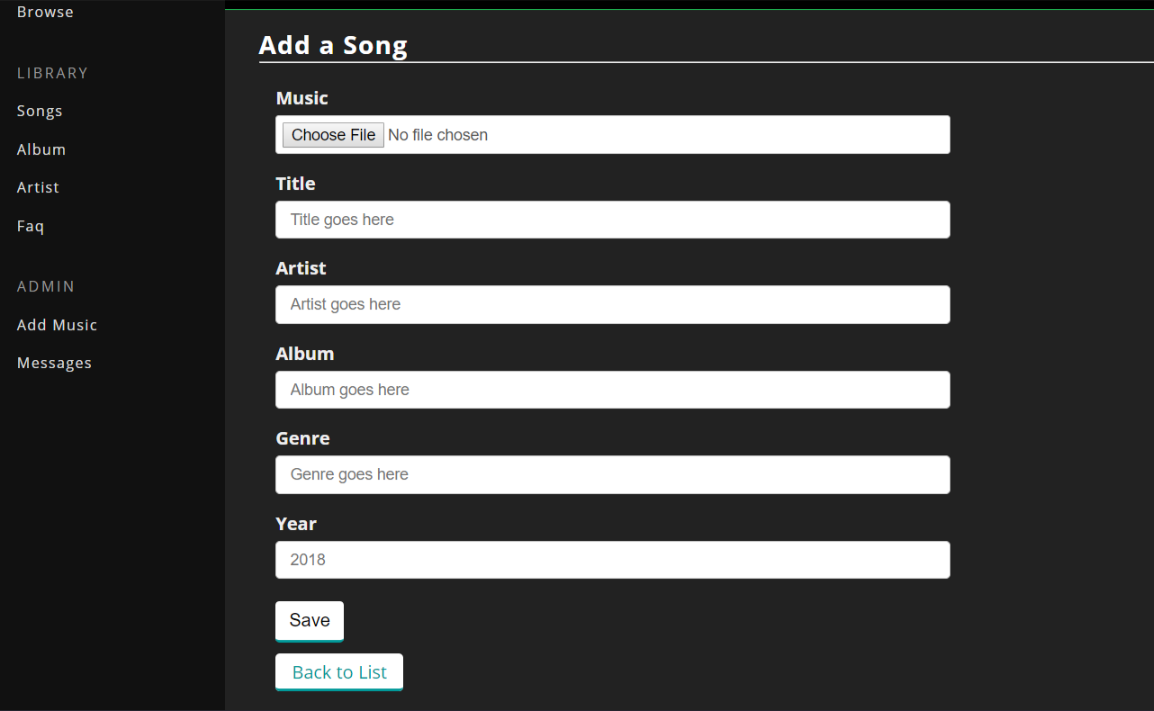 Browse
LIBRARY
Songs
Album
Artist
Faq
ADMIN
Add Music
Messages
Add a Song
Music
Choose File No file chosen
Title
Title goes here
Artist
Artist goes here
Album
Album goes here
Genre
Genre goes here
Year
2018
Save
Back to List